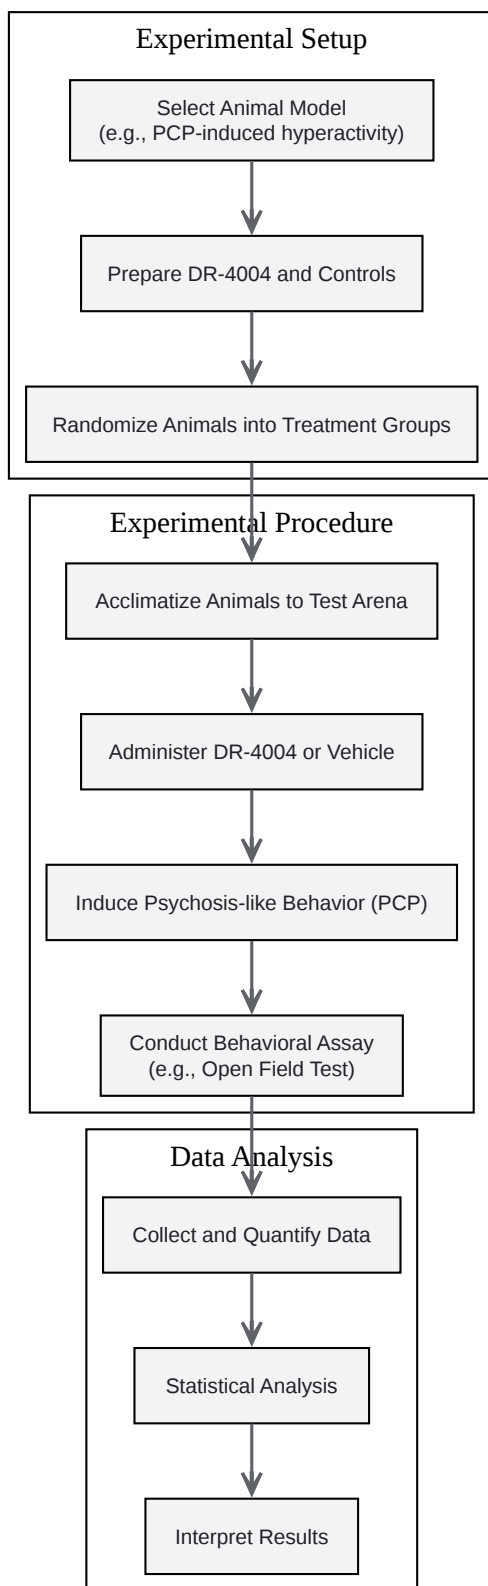 Experimental Setup
Select Animal Model
(e.g., PCP-induced hyperactivity)
Prepare DR-4004 and Controls
Randomize Animals into Treatment Groups
Experimental Procedure
Acclimatize Animals to Test Arena
Administer DR-4004 or Vehicle
Induce Psychosis-like Behavior (PCP)
Conduct Behavioral Assay
(e.g., Open Field Test)
Data Analysis
Collect and Quantify Data
Statistical Analysis
Interpret Results